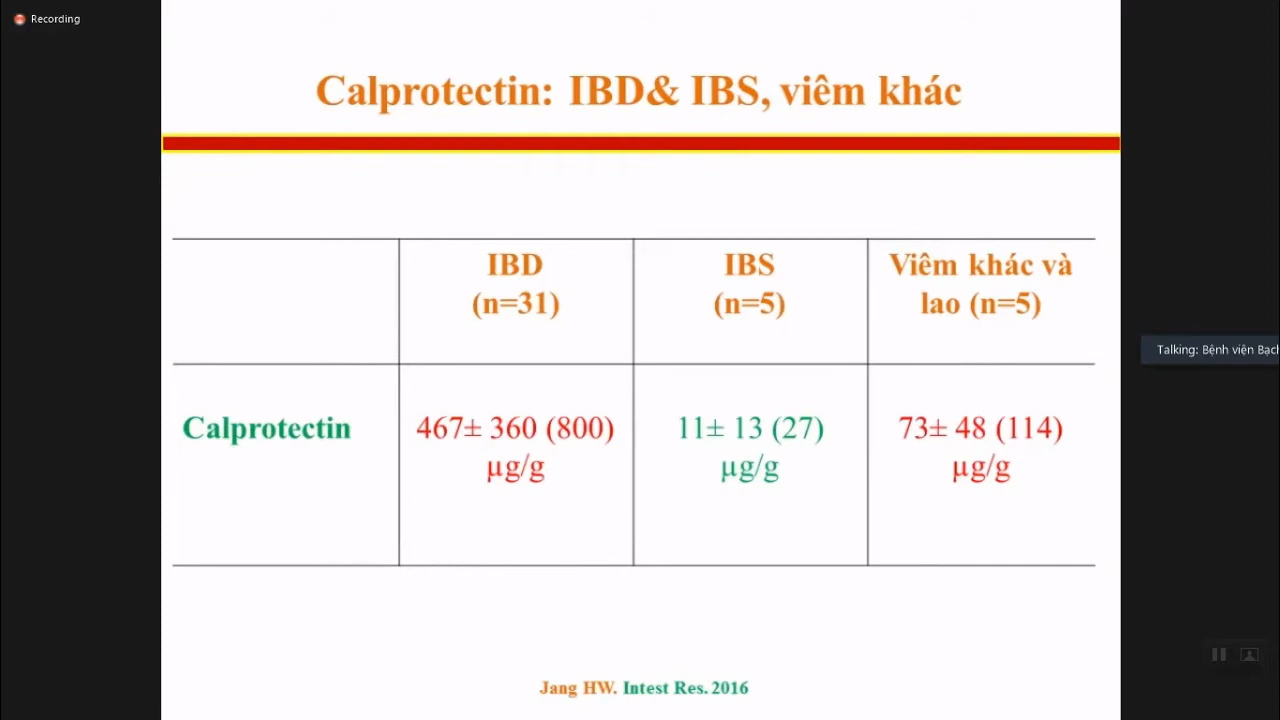 Recording
Calprotectin: IBD& IBS, viêm khác
IBD
(n=31)
IBS
(n=5)
Viêm khác và
lao (n=5)
Talking: Bệnh viện Bạch
Calprotectin
467± 360 (800)
µg/g
11± 13 (27)
µg/g
73± 48 (114)
µg/g
Jang HW. Intest Res. 2016